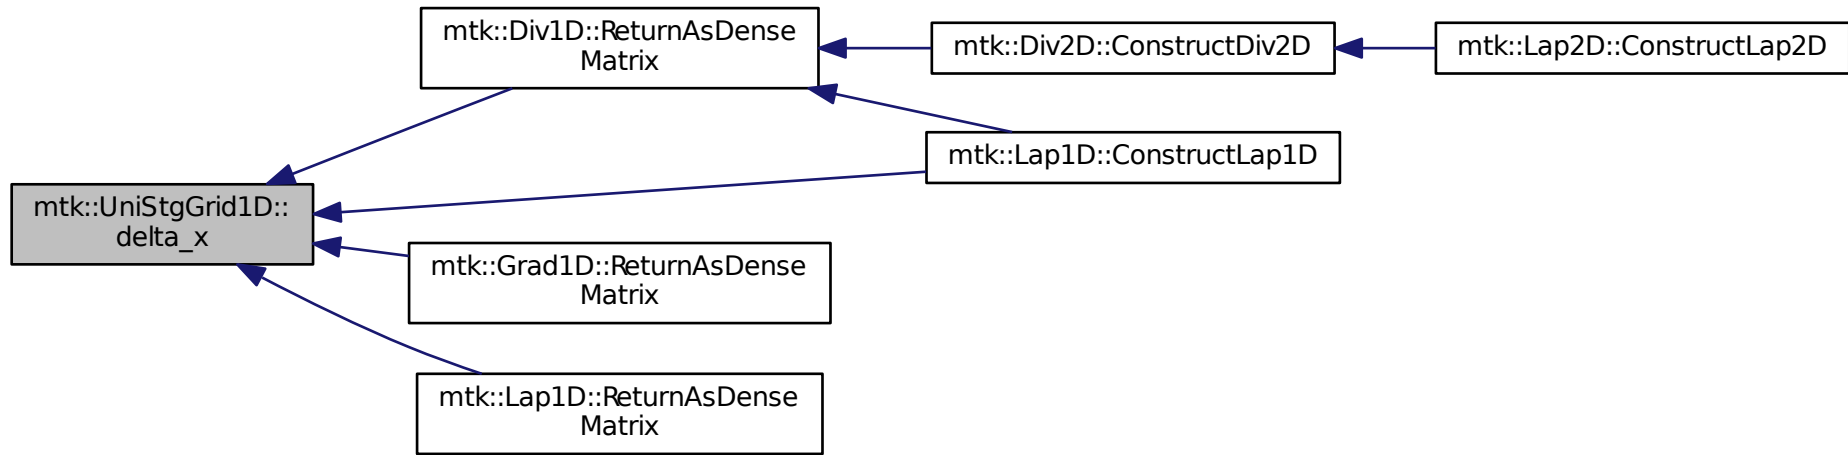 mtk::Div1D::ReturnAsDense
Matrix
mtk::Div2D::ConstructDiv2D
mtk::Lap2D::ConstructLap2D
mtk::Lap1D::ConstructLap1D
mtk::UniStgGrid1D::
delta_x
mtk::Grad1D::ReturnAsDense
Matrix
mtk::Lap1D::ReturnAsDense
Matrix